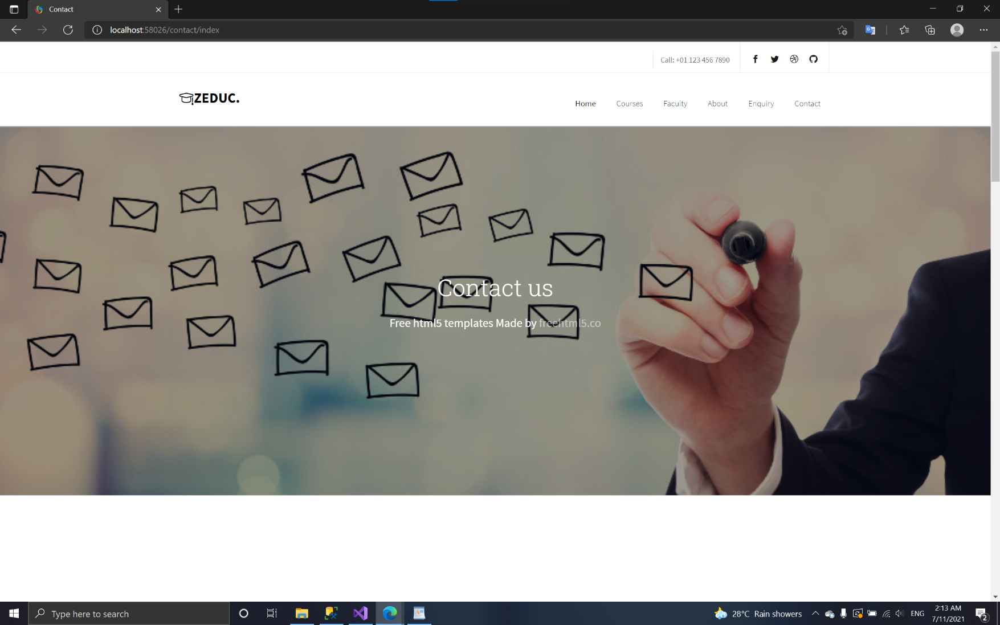 Contact
localhost:58026/contact/index
Call: +01 123 456 7890
ZEDUC.
Home Courses Faculty About Enquiry Contact
Contact us
Free html5 templates Made by freehtml5.co
Type here to search
28°C Rain showers
ENG
2:13 AM
7/11/2021
2